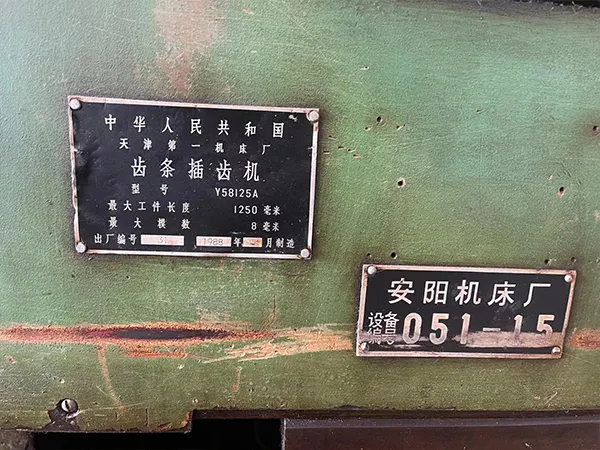 中华人民共和国
天津第一机床厂
齿条插齿机
型号 Y58125A
最大工件长度 1250 毫米
最大模数 8 毫米
出厂编号 31 1988 年 月制造
安阳机床厂
设备编号 051-15